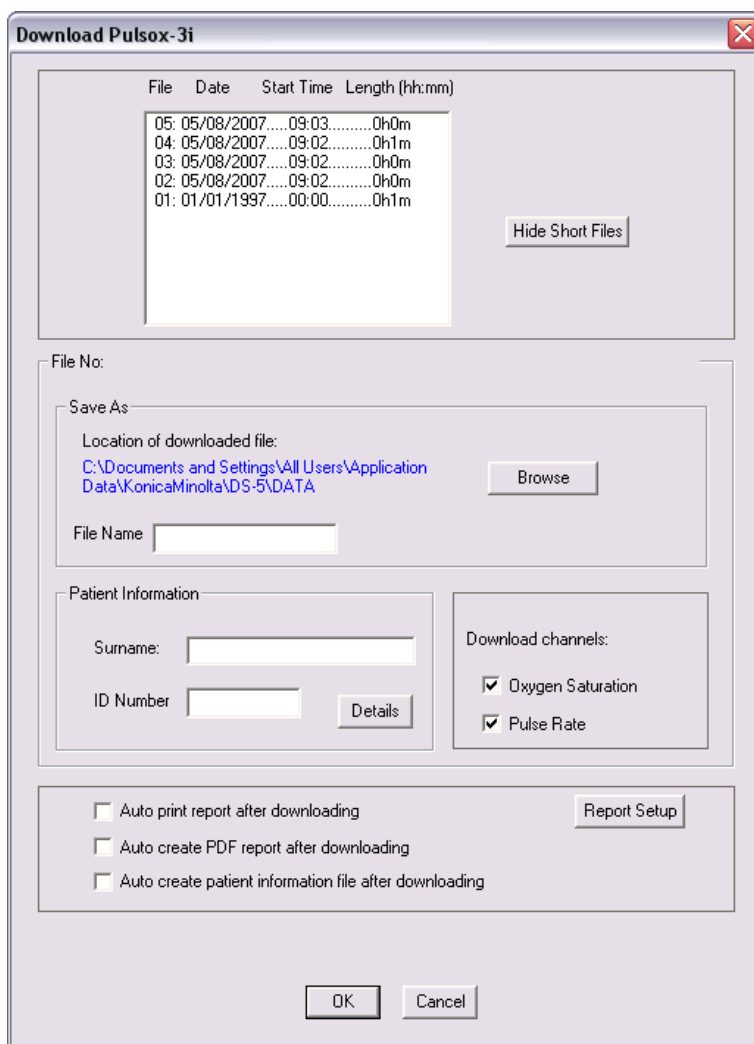 Download Pulsox-3i
File Date Start Time Length (hh:mm)
05: 05/08/2007.....09:03.........0h0m
04: 05/08/2007.....09:02.........0h1m
03: 05/08/2007.....09:02.........0h0m
02: 05/08/2007.....09:02.........0h0m
01: 01/01/1997.....00:00.........0h1m
Hide Short Files
File No:
Save As
Location of downloaded file:
C:\Documents and Settings\All Users\Application
Data\KonicaMinolta\DS-5\DATA
Browse
File Name
Patient Information
Surname:
ID Number
Details
Download channels:
Oxygen Saturation
Pulse Rate
Auto print report after downloading
Report Setup
Auto create PDF report after downloading
Auto create patient information file after downloading
OK Cancel